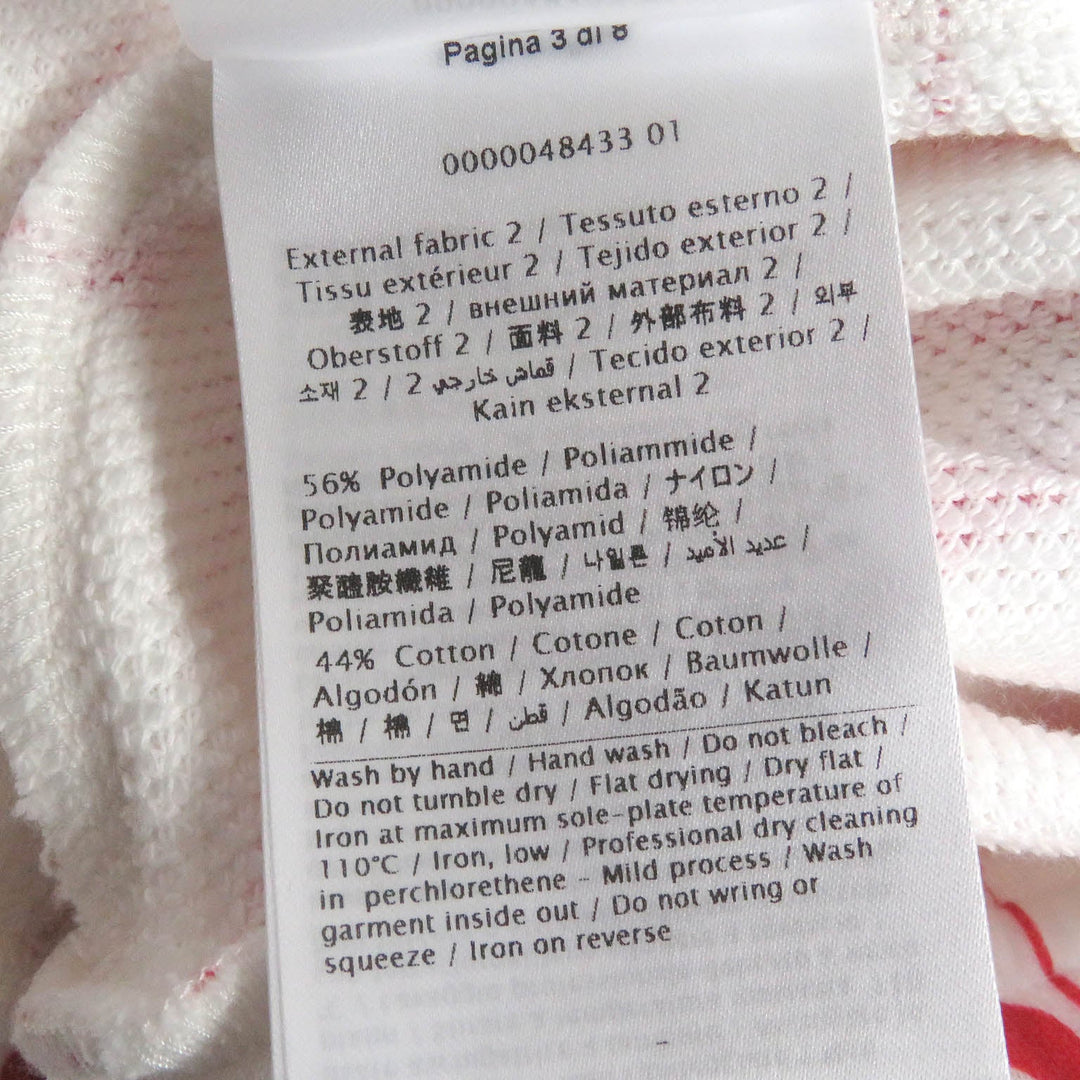 Pagina 3 di 8
0000048433 01
External fabric 2 / Tessuto esterno 2 /
Tissu extérieur 2 / Tejido exterior 2 /
表地 2 / внешний материал 2 /
Oberstoff 2 / 面料 2 / 外部布料 2 / 외부
소재 2 / قماش خارجي 2 / Tecido exterior 2 /
Kain eksternal 2
56% Polyamide / Poliammide /
Polyamide / Poliamida / ナイロン /
Полиамид / Polyamid / 锦纶 /
聚醯胺纖維 / 尼龍 / 나일론 / عديد الأميد /
Poliamida / Polyamide
44% Cotton / Cotone / Coton /
Algodón / 綿 / Хлопок / Baumwolle /
棉 / 棉 / 면 / قطن / Algodão / Katun
Wash by hand / Hand wash / Do not bleach /
Do not tumble dry / Flat drying / Dry flat /
Iron at maximum sole-plate temperature of
110°C / Iron, low / Professional dry cleaning
in perchlorethene - Mild process / Wash
garment inside out / Do not wring or
squeeze / Iron on reverse